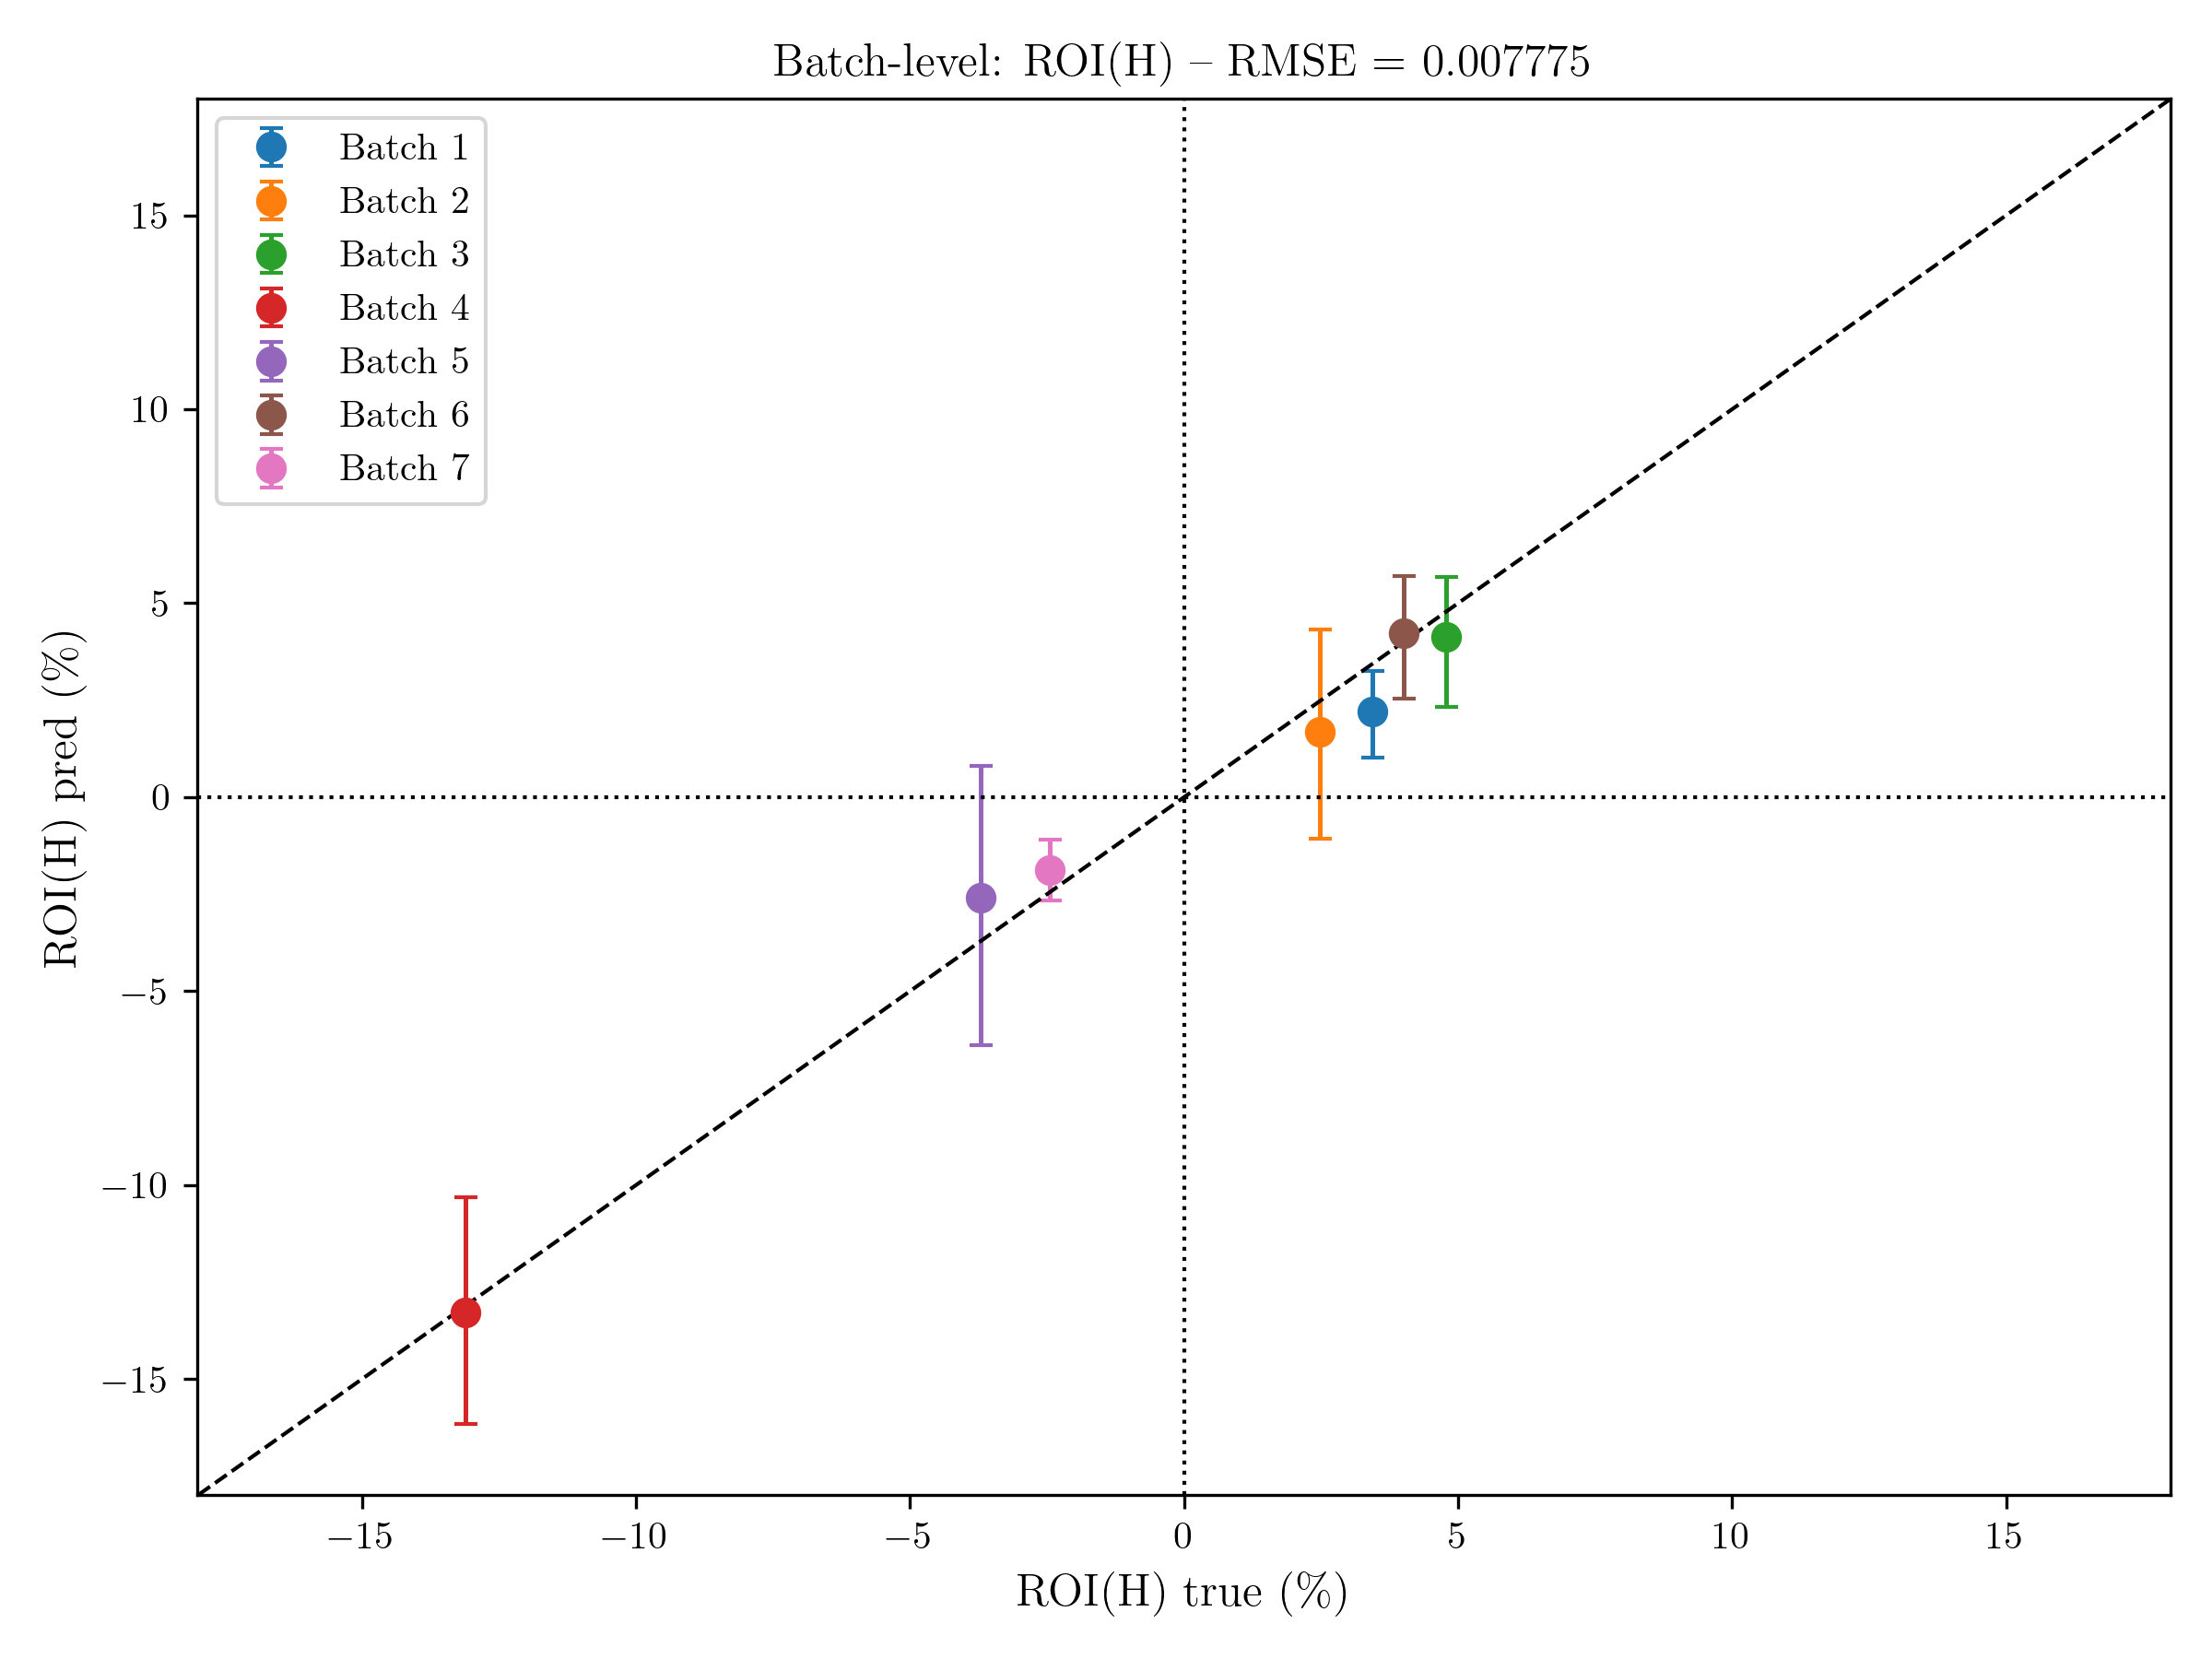 Batch-level: ROI(H) – RMSE = 0.007775
Batch 1
Batch 2
Batch 3
Batch 4
Batch 5
Batch 6
Batch 7
15
10
5
0
−5
−10
−15
ROI(H) pred (%)
−15 −10 −5 0 5 10 15
ROI(H) true (%)